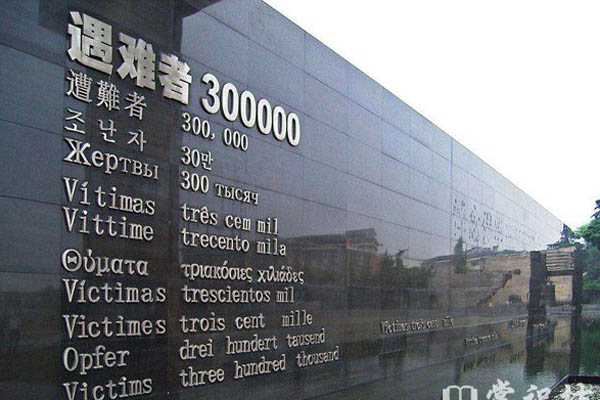 遇难者 300000
遭難者 300,000
조난자 30만
Жертвы 300 тысяч
Vítimas três cem mil
Vittime trecento mila
Θύματα τριακόσιες χιλιάδες
Víctimas trescientos mil
Victimes trois cent mille
Opfer drei hundert tausend
Victims three hundred thousand